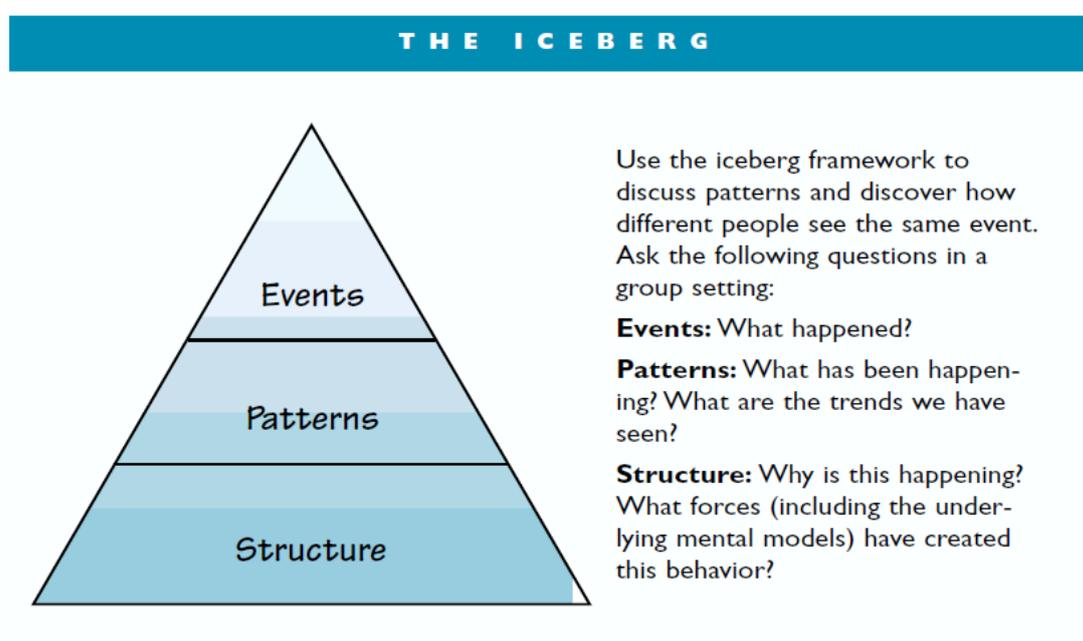 THE ICEBERG
Events
Patterns
Structure
Use the iceberg framework to
discuss patterns and discover how
different people see the same event.
Ask the following questions in a
group setting:
Events: What happened?
Patterns: What has been happen-
ing? What are the trends we have
seen?
Structure: Why is this happening?
What forces (including the under-
lying mental models) have created
this behavior?